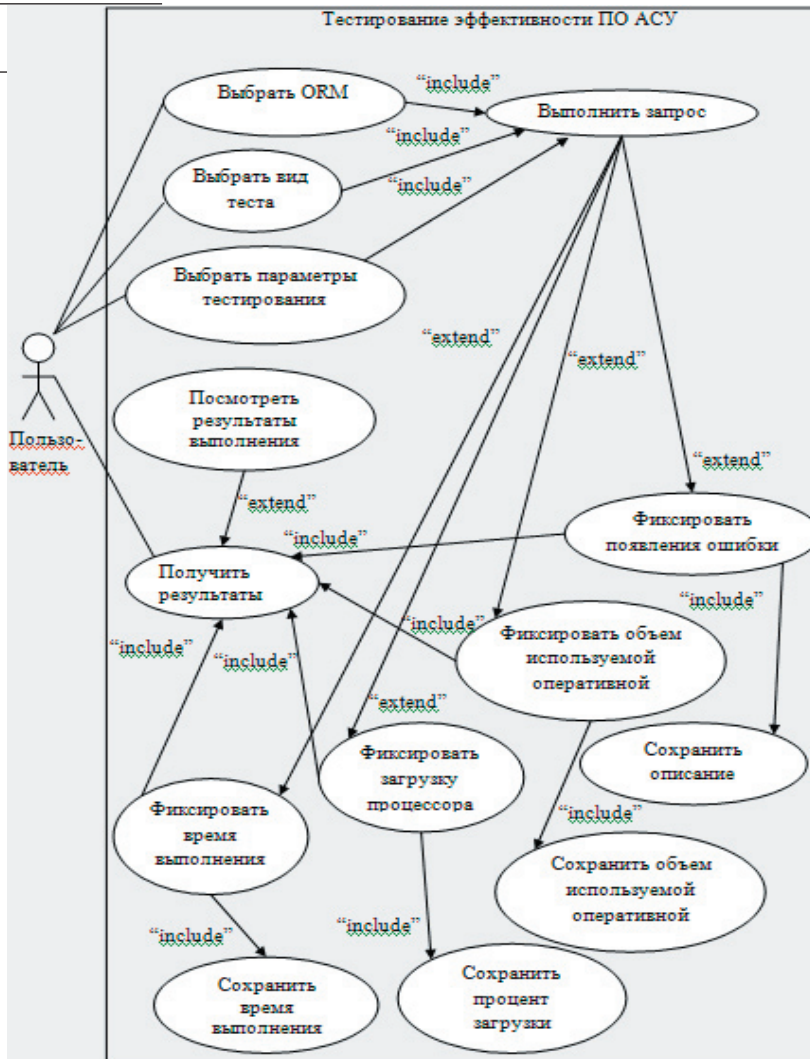 Тестирование эффективности ПО АСУ
Выбрать ORM
“include”
Выполнить запрос
“include”
Выбрать вид
теста
“include”
Выбрать параметры
тестирования
“extend”
“extend”
Посмотреть
результаты
выполнения
Пользо-
ватель
“extend”
“extend”
Фиксировать
появления ошибки
“include”
Получить
результаты
“include”
“include”
Фиксировать объем
используемой
оперативной
“include”
“include”
“extend”
Фиксировать
загрузку
процессора
Сохранить
описание
Фиксировать
время
выполнения
“include”
Сохранить объем
используемой
оперативной
“include”
“include”
Сохранить
время
выполнения
Сохранить
процент
загрузки